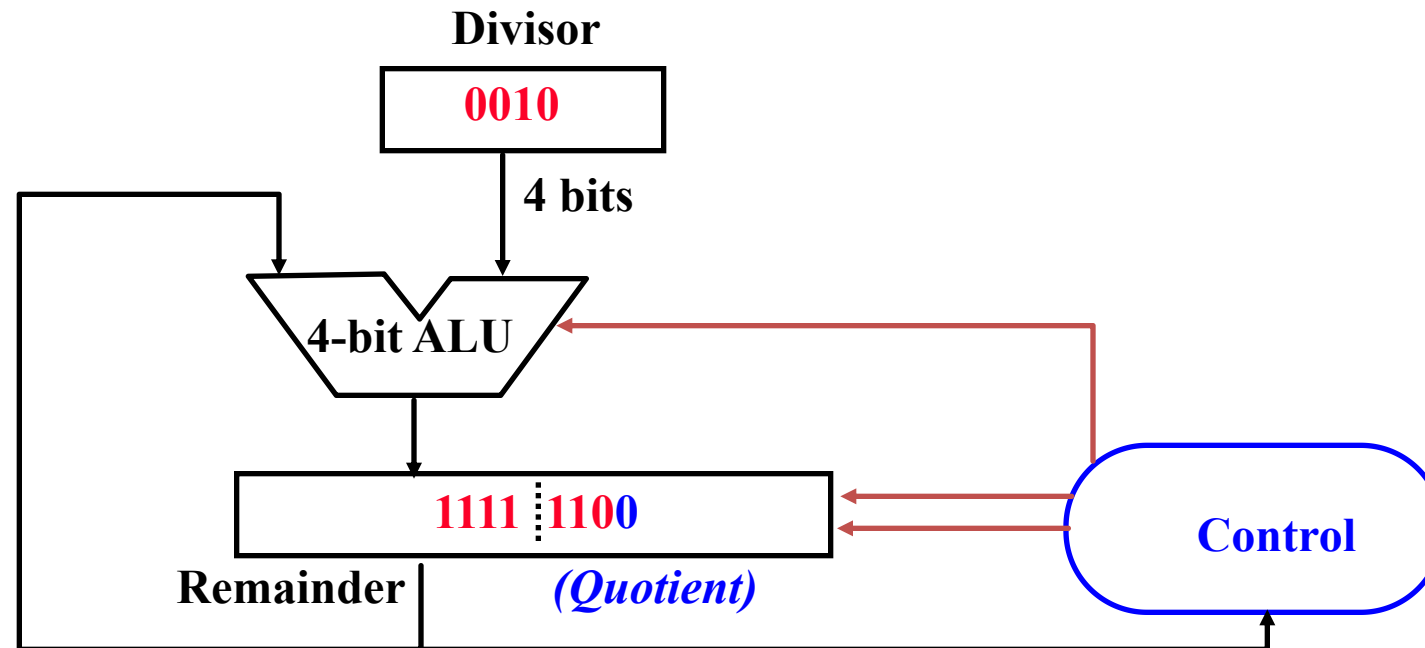 Divisor
0010
4 bits
4-bit ALU
1111 1100
Control
Remainder (Quotient)